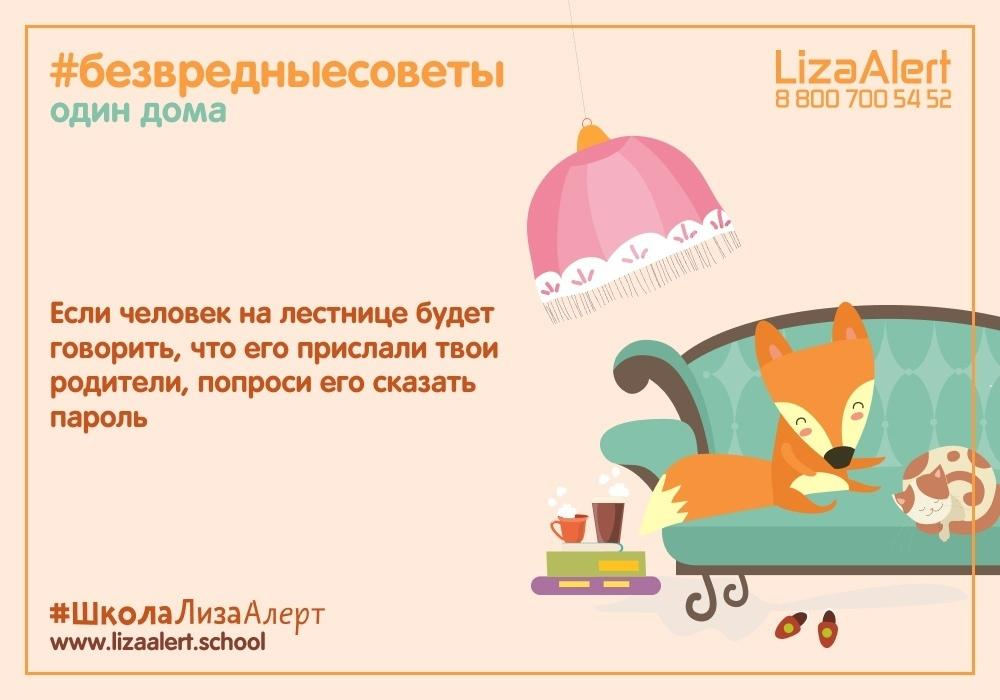 #безвредныесоветы
один дома
LizaAlert
8 800 700 54 52
Если человек на лестнице будет
говорить, что его прислали твои
родители, попроси его сказать
пароль
#ШколаЛизаАлерт
www.lizaalert.school